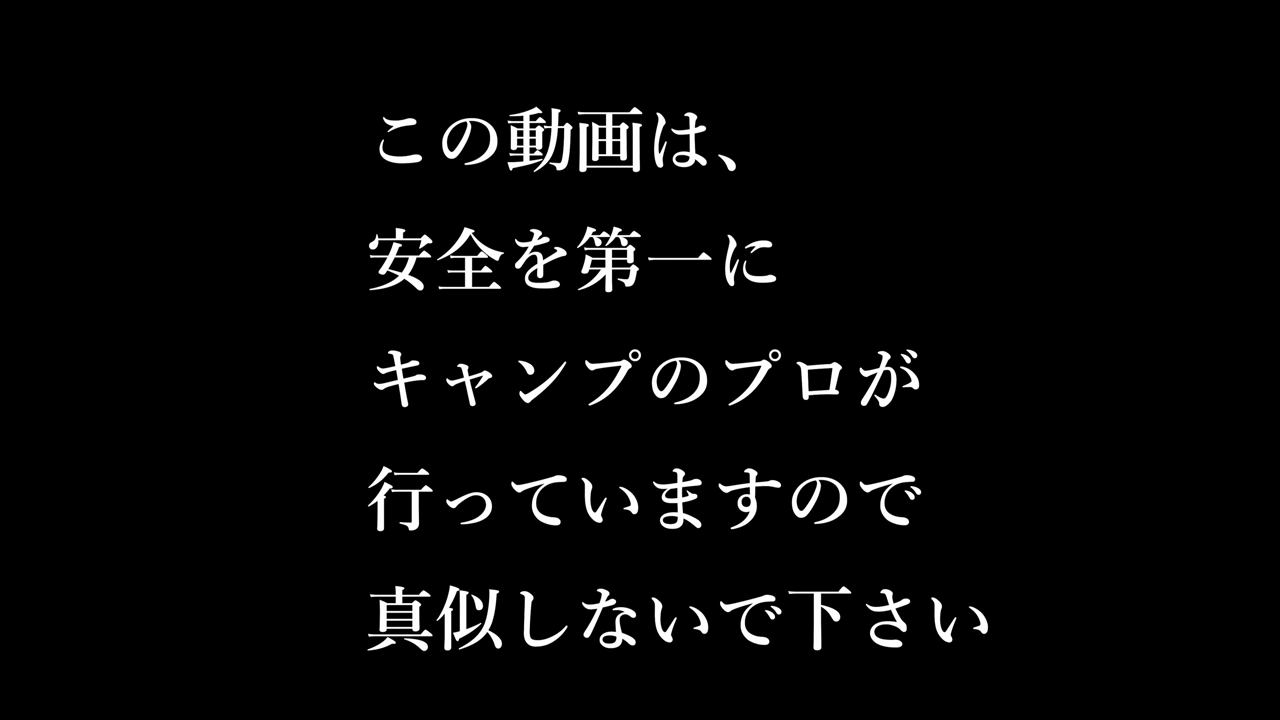 この動画は、
安全を第一に
キャンプのプロが
行っていますので
真似しないで下さい